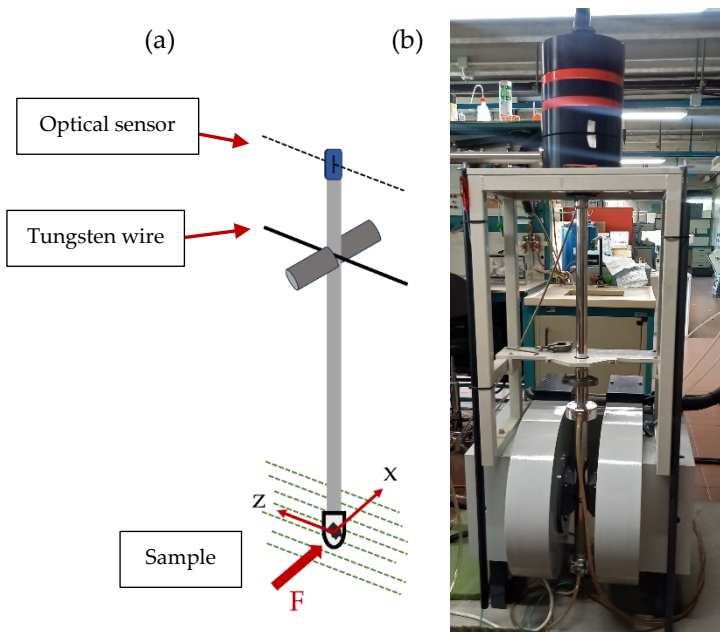 (a)
(b)
Optical sensor
Tungsten wire
x
z
Sample
F